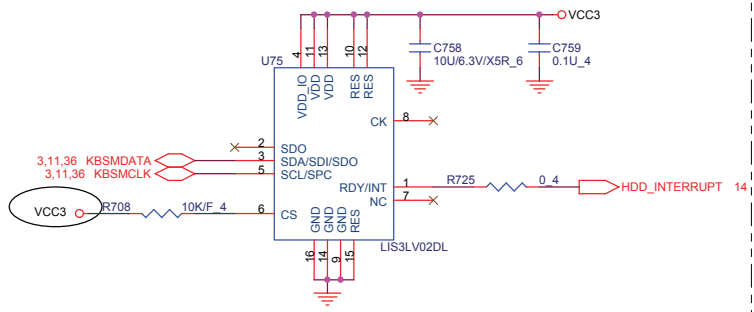 VCC3
C758
10U/6.3V/X5R_6
C759
0.1U_4
U75
4
11
13
10
12
VDD_IO
VDD
VDD
RES
RES
CK
8
2
SDO
3,11,36 KBSMDATA
3
SDA/SDI/SDO
3,11,36 KBSMCLK
5
SCL/SPC
RDY/INT
1
R725
0_4
HDD_INTERRUPT 14
NC
7
VCC3
R708
10K/F_4
6
CS
GND
GND
GND
RES
LIS3LV02DL
16
14
9
15